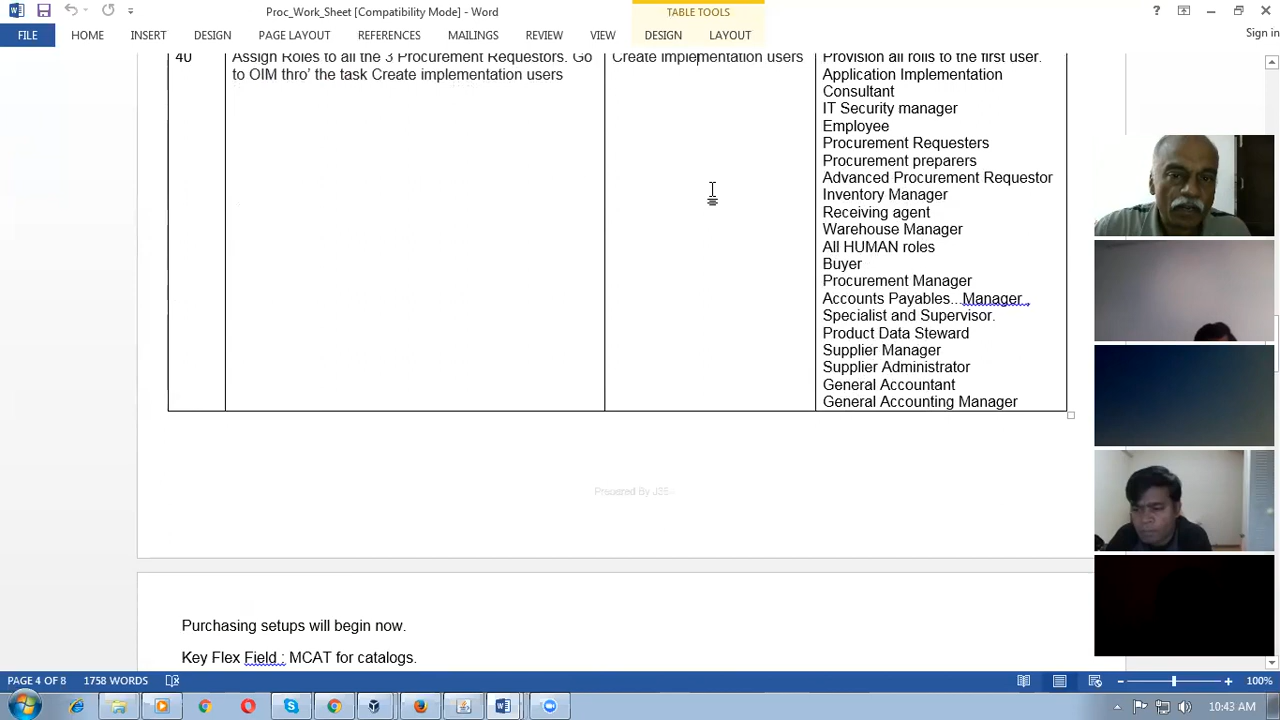 Proc_Work_Sheet [Compatibility Mode] - Word
TABLE TOOLS
?
Sign in
FILE
HOME
INSERT
DESIGN
PAGE LAYOUT
REFERENCES
MAILINGS
REVIEW
VIEW
DESIGN
LAYOUT
40
Assign Roles to all the 3 Procurement Requestors. Go
to OIM thro' the task Create implementation users
Create implementation users
Provision all rolls to the first user.
Application Implementation
Consultant
IT Security manager
Employee
Procurement Requesters
Procurement preparers
Advanced Procurement Requestor
Inventory Manager
Receiving agent
Warehouse Manager
All HUMAN roles
Buyer
Procurement Manager
Accounts Payables...Manager ,
Specialist and Supervisor.
Product Data Steward
Supplier Manager
Supplier Administrator
General Accountant
General Accounting Manager
Prepared By
Purchasing setups will begin now.
Key Flex Field : MCAT for catalogs.
PAGE 4 OF 8
1758 WORDS
100%
10:43 AM